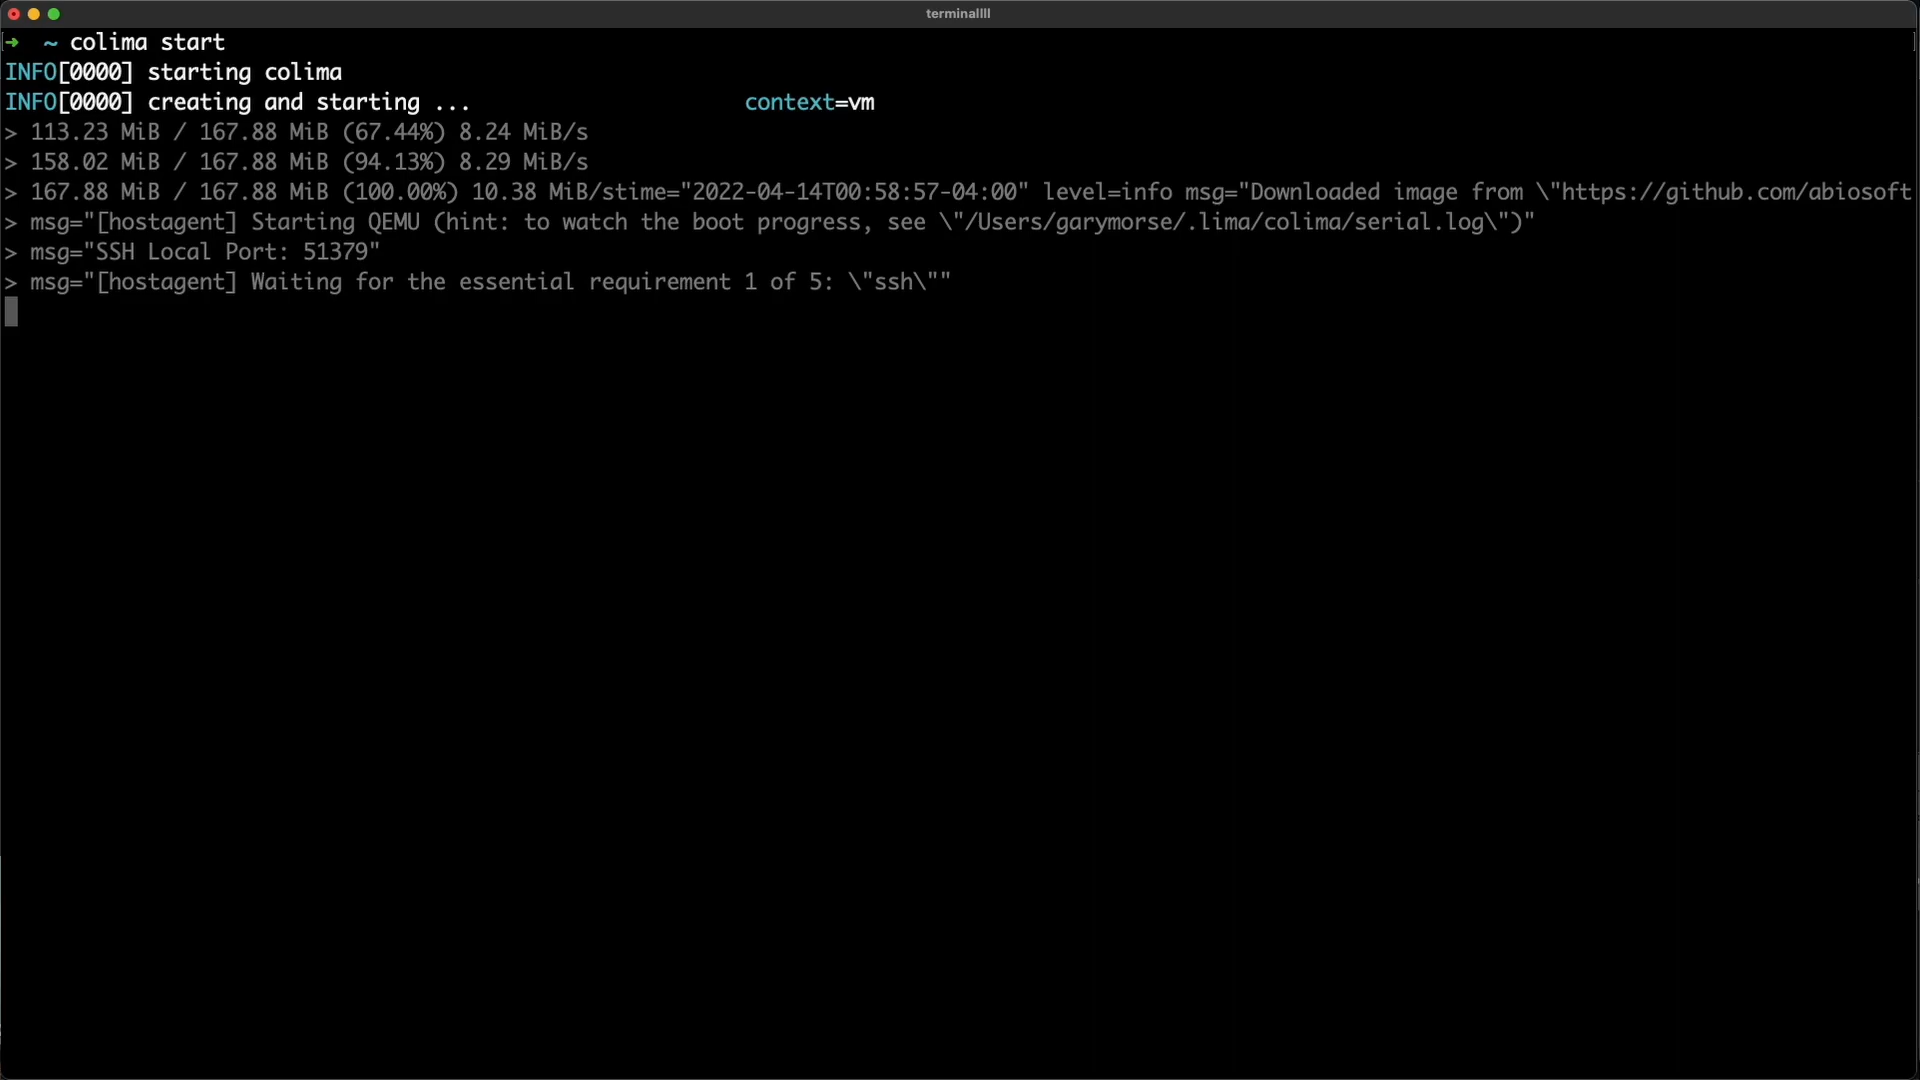 terminallll
➜  ~ colima start
INFO[0000] starting colima
INFO[0000] creating and starting ...                     context=vm
> 113.23 MiB / 167.88 MiB (67.44%) 8.24 MiB/s
> 158.02 MiB / 167.88 MiB (94.13%) 8.29 MiB/s
> 167.88 MiB / 167.88 MiB (100.00%) 10.38 MiB/stime="2022-04-14T00:58:57-04:00" level=info msg="Downloaded image from \"https://github.com/abiosoft
> msg="[hostagent] Starting QEMU (hint: to watch the boot progress, see \"/Users/garymorse/.lima/colima/serial.log\")"
> msg="SSH Local Port: 51379"
> msg="[hostagent] Waiting for the essential requirement 1 of 5: \"ssh\""